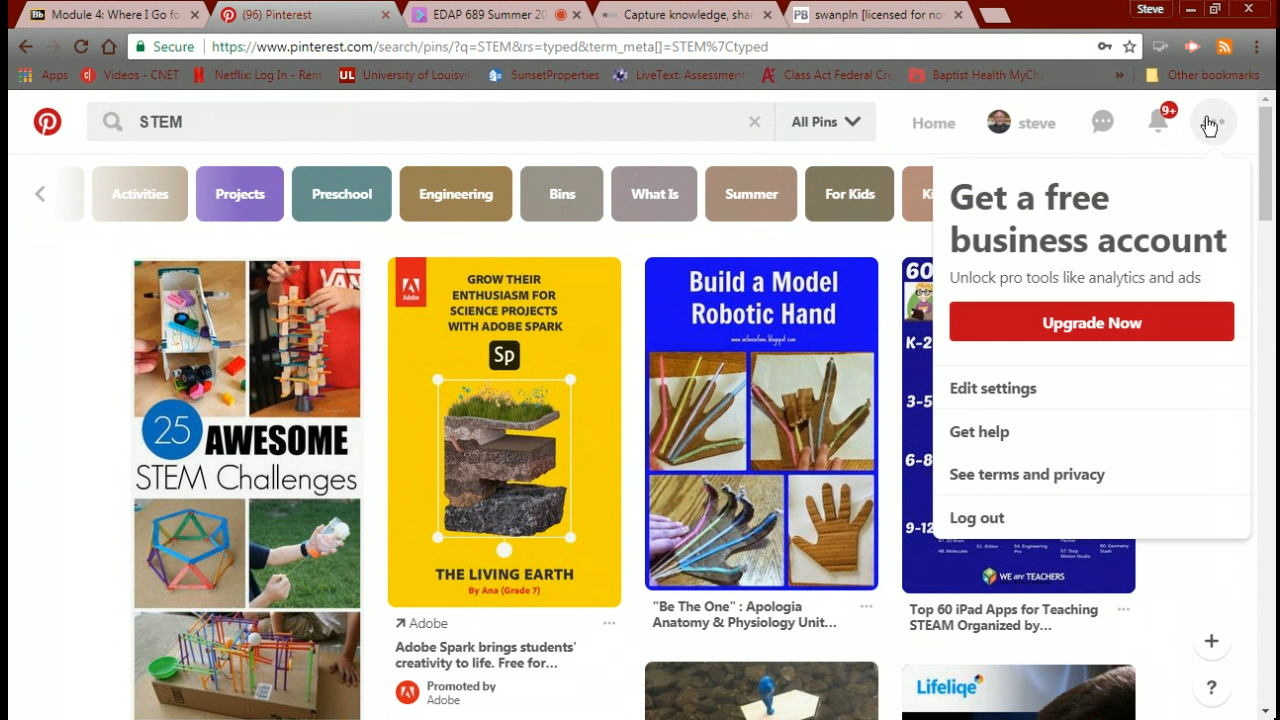 Module 4: Where I Go fo
(96) Pinterest
EDAP 689 Summer 20
Capture knowledge, sha
swanpln [licensed for no
Steve
Secure
https://www.pinterest.com/search/pins/?q=STEM&rs=typed&term_meta[]=STEM%7Ctyped
Apps
Videos - CNET
Netflix: Log In - Rent
University of Louisvill
SunsetProperties
LiveText: Assessment
Class Act Federal Cre
Baptist Health MyCha
»
Other bookmarks
STEM
All Pins
Home
steve
9+
Activities
Projects
Preschool
Engineering
Bins
What Is
Summer
For Kids
Ki
Get a free
business account
Unlock pro tools like analytics and ads
Upgrade Now
Edit settings
Get help
See terms and privacy
Log out
25 AWESOME
STEM Challenges
Adobe
GROW THEIR
ENTHUSIASM FOR
SCIENCE PROJECTS
WITH ADOBE SPARK
Sp
THE LIVING EARTH
By Ana (Grade 7)
Adobe
Adobe Spark brings students'
creativity to life. Free for...
Promoted by
Adobe
Build a Model
Robotic Hand
"Be The One" : Apologia
Anatomy & Physiology Unit...
60
K-2
3-5
6-8
9-12
WE ARE TEACHERS
Top 60 iPad Apps for Teaching
STEAM Organized by...
Lifeliqe
+
?